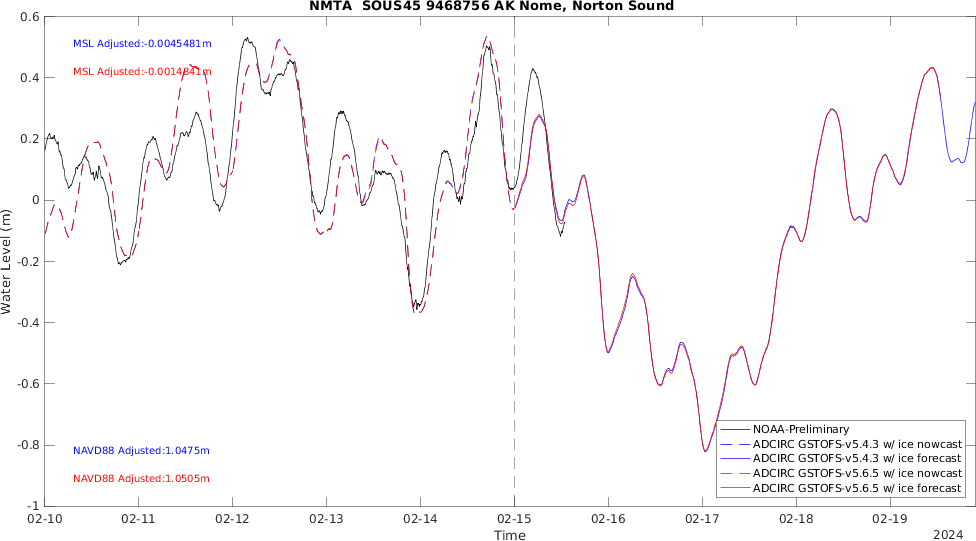 NMTA SOUS45 9468756 AK Nome, Norton Sound
0.6
0.4
0.2
0
-0.2
-0.4
-0.6
-0.8
-1
Water Level (m)
MSL Adjusted:-0.0045481m
MSL Adjusted:-0.0014841m
NAVD88 Adjusted:1.0475m
NAVD88 Adjusted:1.0505m
NOAA-Preliminary
ADCIRC GSTOFS-v5.4.3 w/ ice nowcast
ADCIRC GSTOFS-v5.4.3 w/ ice forecast
ADCIRC GSTOFS-v5.6.5 w/ ice nowcast
ADCIRC GSTOFS-v5.6.5 w/ ice forecast
02-10 02-11 02-12 02-13 02-14 02-15 02-16 02-17 02-18 02-19
Time
2024